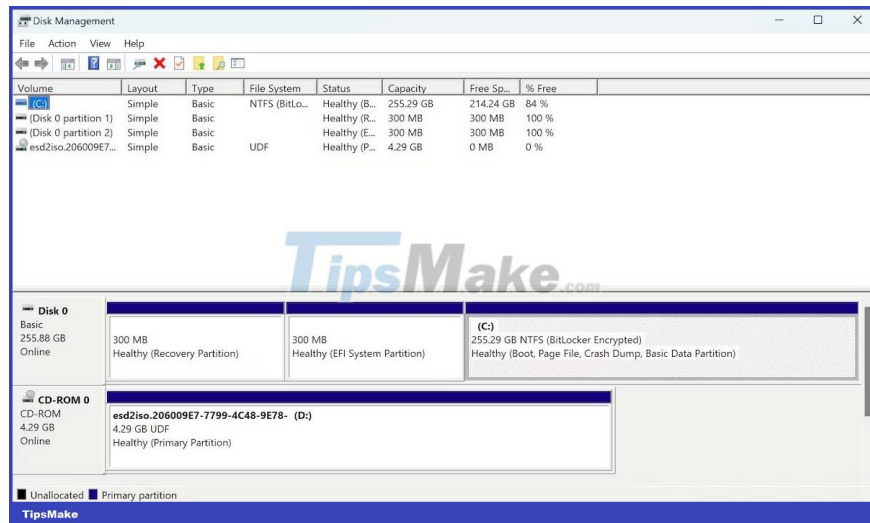 Disk Management
File Action View Help
Volume Layout Type File System Status Capacity Free Sp... % Free
(C:) Simple Basic NTFS (BitLo... Healthy (B... 255.29 GB 214.24 GB 84 %
(Disk 0 partition 1) Simple Basic Healthy (R... 300 MB 300 MB 100 %
(Disk 0 partition 2) Simple Basic Healthy (E... 300 MB 300 MB 100 %
esd2iso.206009E7... Simple Basic UDF Healthy (P... 4.29 GB 0 MB 0 %
TipsMake.com
Disk 0
Basic
255.88 GB
Online
300 MB
Healthy (Recovery Partition)
300 MB
Healthy (EFI System Partition)
(C:)
255.29 GB NTFS (BitLocker Encrypted)
Healthy (Boot, Page File, Crash Dump, Basic Data Partition)
CD-ROM 0
CD-ROM
4.29 GB
Online
esd2iso.206009E7-7799-4C48-9E78- (D:)
4.29 GB UDF
Healthy (Primary Partition)
Unallocated Primary partition
TipsMake